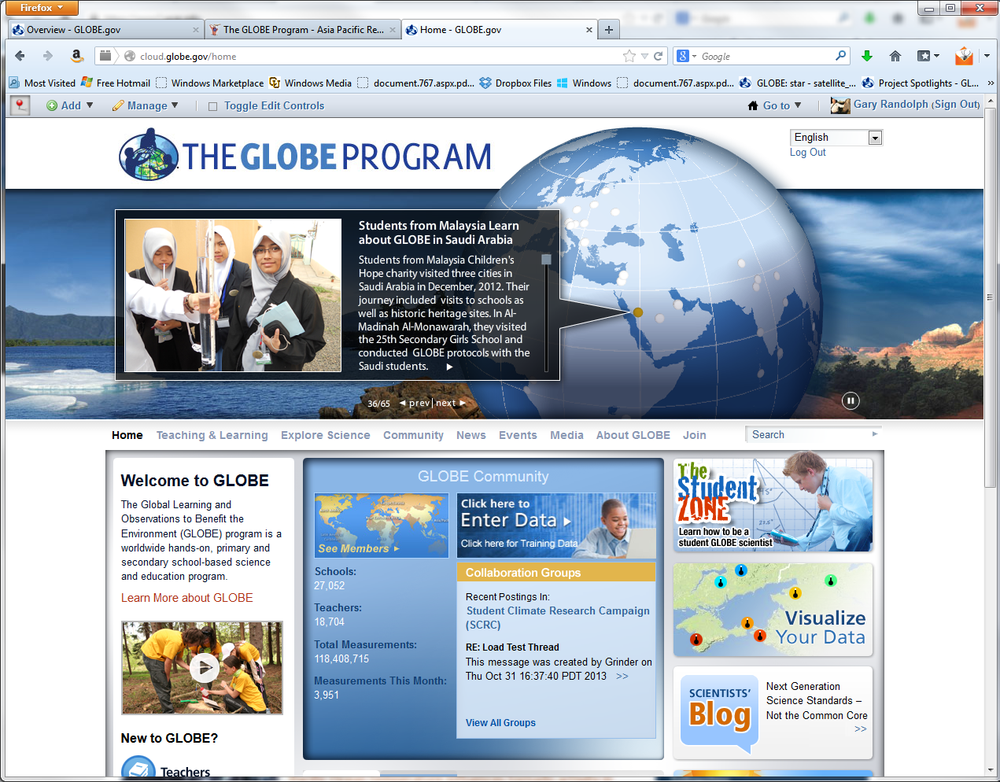 Firefox
Overview - GLOBE.gov
The GLOBE Program - Asia Pacific Re...
Home - GLOBE.gov
cloud.globe.gov/home
Google
Most Visited
Free Hotmail
Windows Marketplace
Windows Media
document.767.aspx.pd...
Dropbox Files
Windows
document.767.aspx.pd...
GLOBE: star - satellite_...
Project Spotlights - GL...
Add
Manage
Toggle Edit Controls
Go to
Gary Randolph (Sign Out)
THE GLOBE PROGRAM
English
Log Out
Students from Malaysia Learn
about GLOBE in Saudi Arabia
Students from Malaysia Children's
Hope charity visited three cities in
Saudi Arabia in December, 2012. Their
journey included visits to schools as
well as historic heritage sites. In Al-
Madinah Al-Monawarah, they visited
the 25th Secondary Girls School and
conducted GLOBE protocols with the
Saudi students.
36/65 ◄ prev | next ►
Home
Teaching & Learning
Explore Science
Community
News
Events
Media
About GLOBE
Join
Search
Welcome to GLOBE
The Global Learning and
Observations to Benefit the
Environment (GLOBE) program is a
worldwide hands-on, primary and
secondary school-based science
and education program.
Learn More about GLOBE
New to GLOBE?
Teachers
GLOBE Community
See Members
Schools:
27,052
Teachers:
18,704
Total Measurements:
118,408,715
Measurements This Month:
3,951
Click here to
Enter Data
Click here for Training Data
Collaboration Groups
Recent Postings In:
Student Climate Research Campaign
(SCRC)
RE: Load Test Thread
This message was created by Grinder on
Thu Oct 31 16:37:40 PDT 2013 >>
View All Groups
The
Student
ZONE
Learn how to be a
student GLOBE scientist
Visualize
Your Data
SCIENTISTS'
Blog
Next Generation
Science Standards –
Not the Common Core
>>